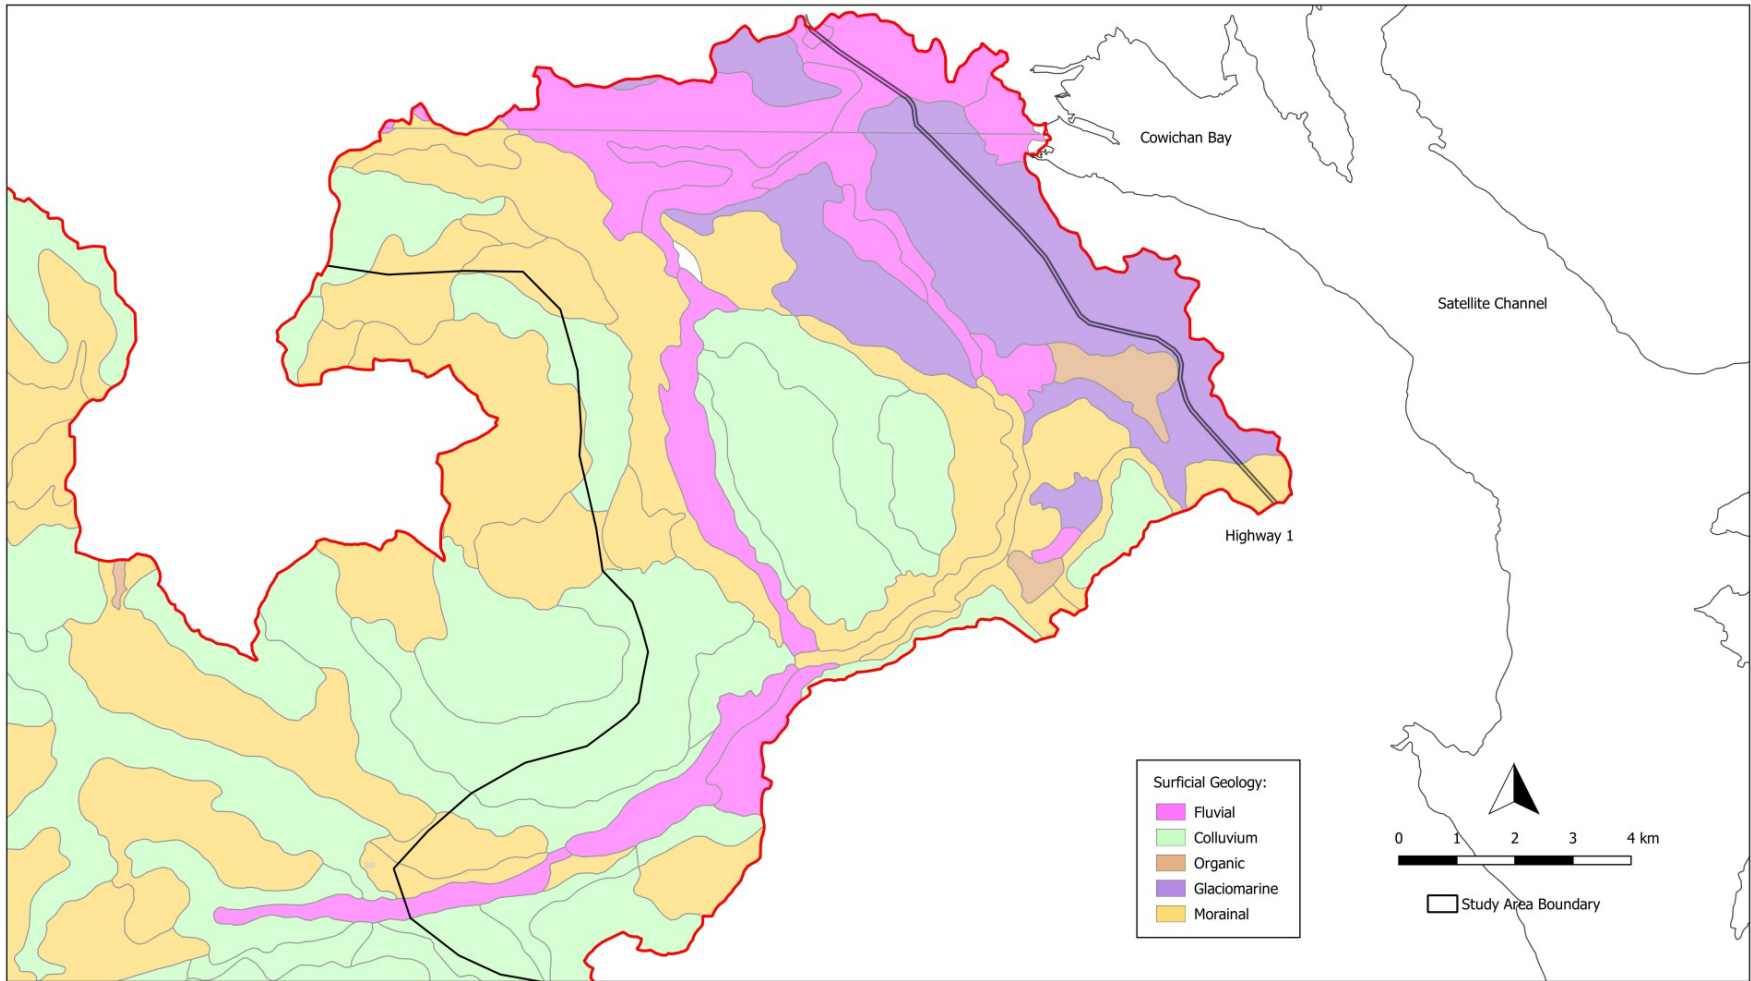 Cowichan Bay
Satellite Channel
Highway 1
Surficial Geology:
Fluvial
Colluvium
Organic
Glaciomarine
Morainal
0 1 2 3 4 km
Study Area Boundary